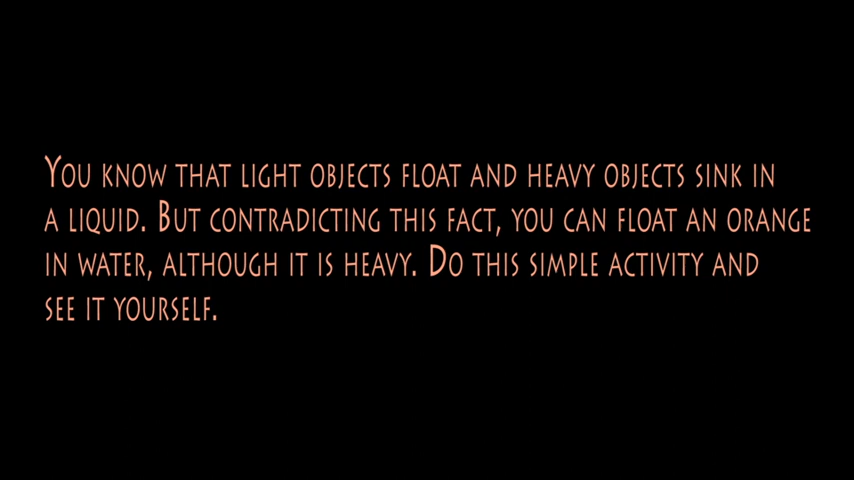 You know that light objects float and heavy objects sink in
a liquid. But contradicting this fact, you can float an orange
in water, although it is heavy. Do this simple activity and
see it yourself.